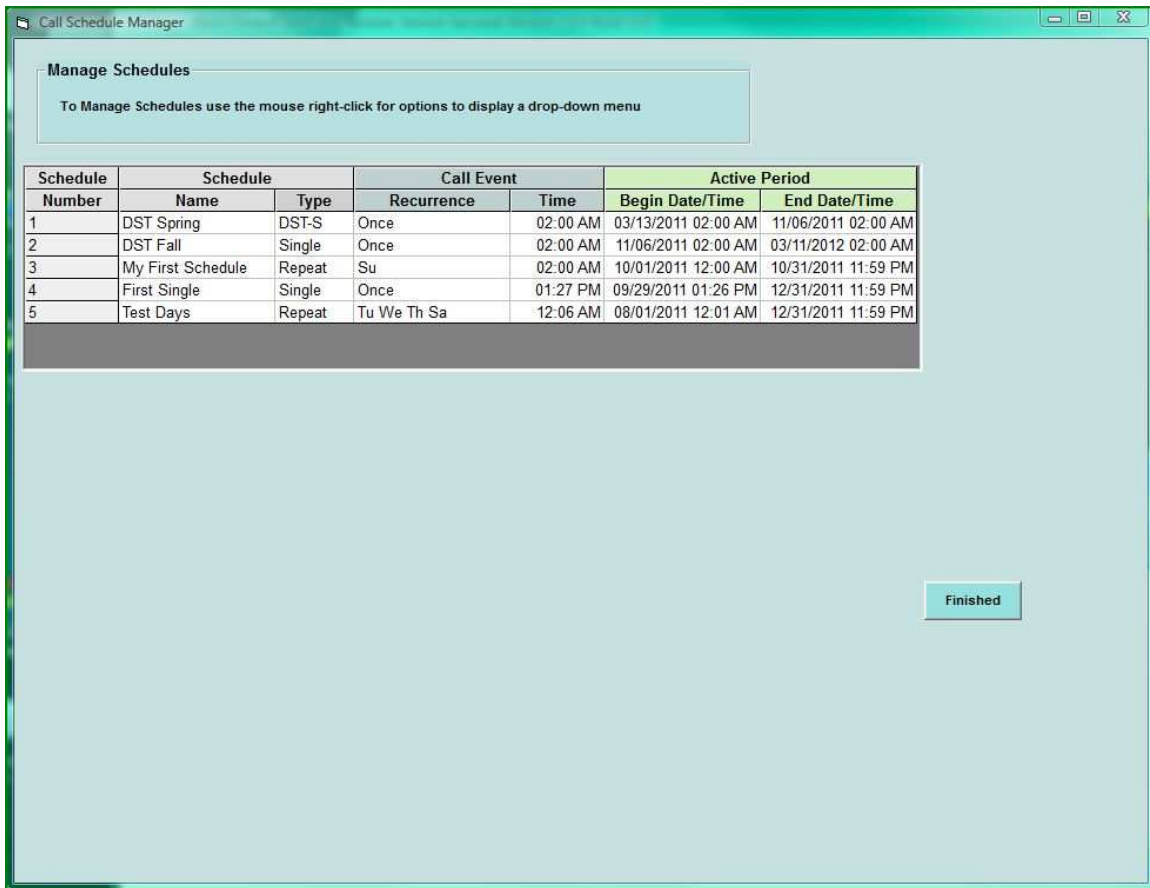 Call Schedule Manager
Manage Schedules
To Manage Schedules use the mouse right-click for options to display a drop-down menu
Schedule Schedule Call Event Active Period
Number Name Type Recurrence Time Begin Date/Time End Date/Time
1 DST Spring DST-S Once 02:00 AM 03/13/2011 02:00 AM 11/06/2011 02:00 AM
2 DST Fall Single Once 02:00 AM 11/06/2011 02:00 AM 03/11/2012 02:00 AM
3 My First Schedule Repeat Su 02:00 AM 10/01/2011 12:00 AM 10/31/2011 11:59 PM
4 First Single Single Once 01:27 PM 09/29/2011 01:26 PM 12/31/2011 11:59 PM
5 Test Days Repeat Tu We Th Sa 12:06 AM 08/01/2011 12:01 AM 12/31/2011 11:59 PM
Finished